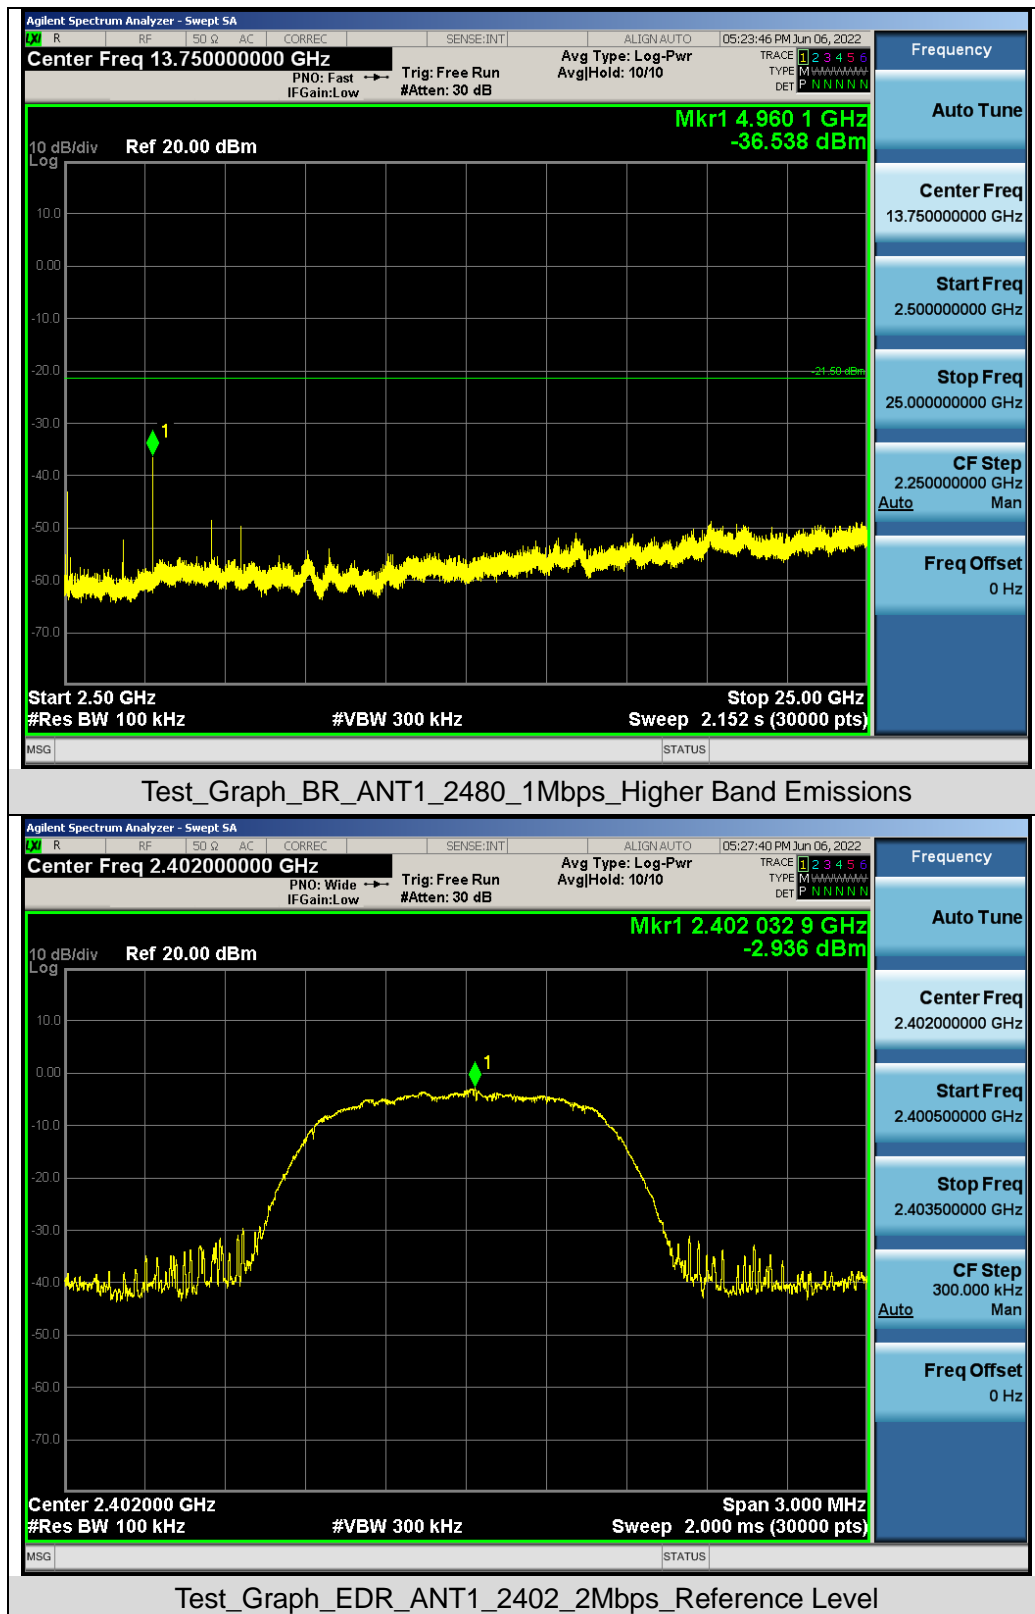 Agilent Spectrum Analyzer - Swept SA
LXI R RF 50 Ω AC CORREC SENSE:INT ALIGN AUTO 05:23:46 PM Jun 06, 2022
Center Freq 13.750000000 GHz
PNO: Fast
IFGain:Low
Trig: Free Run
#Atten: 30 dB
Avg Type: Log-Pwr
Avg|Hold: 10/10
TRACE 1 2 3 4 5 6
TYPE M
DET P N N N N N
Mkr1 4.960 1 GHz
-36.538 dBm
10 dB/div Ref 20.00 dBm
Log
10.0
0.00
-10.0
-20.0
-21.50 dBm
-30.0
1
-40.0
-50.0
-60.0
-70.0
Start 2.50 GHz Stop 25.00 GHz
#Res BW 100 kHz #VBW 300 kHz Sweep 2.152 s (30000 pts)
MSG STATUS
Frequency
Auto Tune
Center Freq
13.750000000 GHz
Start Freq
2.500000000 GHz
Stop Freq
25.000000000 GHz
CF Step
2.250000000 GHz
Auto Man
Freq Offset
0 Hz
Test_Graph_BR_ANT1_2480_1Mbps_Higher Band Emissions
Agilent Spectrum Analyzer - Swept SA
LXI R RF 50 Ω AC CORREC SENSE:INT ALIGN AUTO 05:27:40 PM Jun 06, 2022
Center Freq 2.402000000 GHz
PNO: Wide
IFGain:Low
Trig: Free Run
#Atten: 30 dB
Avg Type: Log-Pwr
Avg|Hold: 10/10
TRACE 1 2 3 4 5 6
TYPE M
DET P N N N N N
Mkr1 2.402 032 9 GHz
-2.936 dBm
10 dB/div Ref 20.00 dBm
Log
10.0
0.00
1
-10.0
-20.0
-30.0
-40.0
-50.0
-60.0
-70.0
Center 2.402000 GHz Span 3.000 MHz
#Res BW 100 kHz #VBW 300 kHz Sweep 2.000 ms (30000 pts)
MSG STATUS
Frequency
Auto Tune
Center Freq
2.402000000 GHz
Start Freq
2.400500000 GHz
Stop Freq
2.403500000 GHz
CF Step
300.000 kHz
Auto Man
Freq Offset
0 Hz
Test_Graph_EDR_ANT1_2402_2Mbps_Reference Level